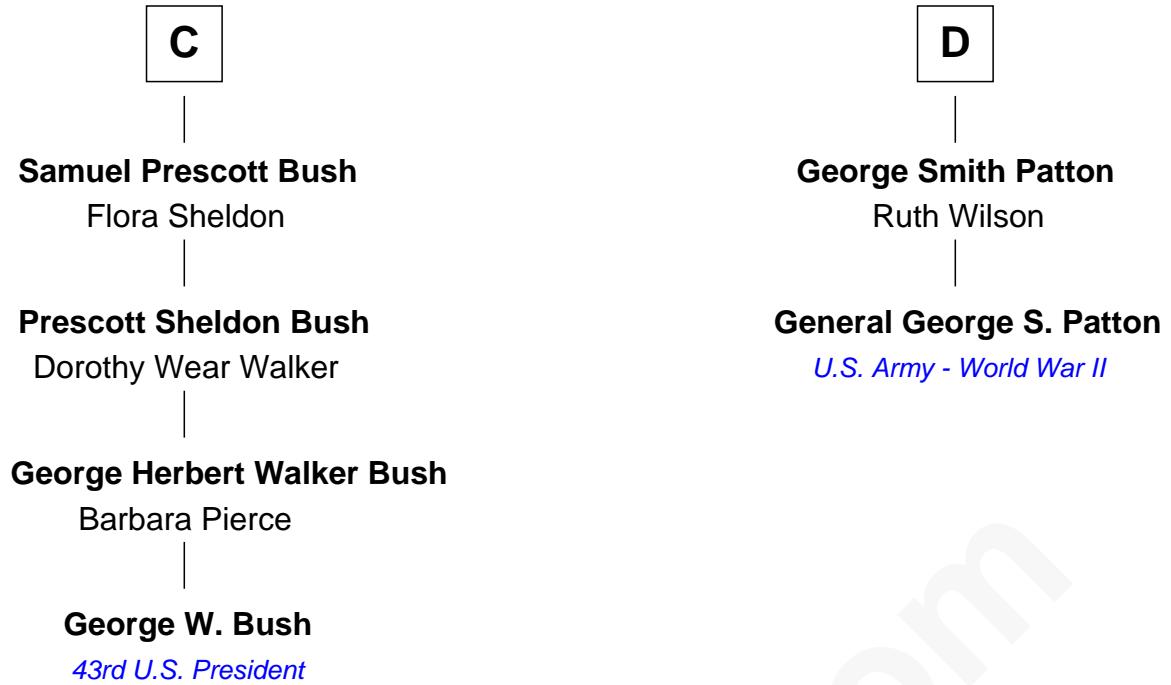 C
Samuel Prescott Bush
Flora Sheldon
Prescott Sheldon Bush
Dorothy Wear Walker
George Herbert Walker Bush
Barbara Pierce
George W. Bush
43rd U.S. President
D
George Smith Patton
Ruth Wilson
General George S. Patton
U.S. Army - World War II
om